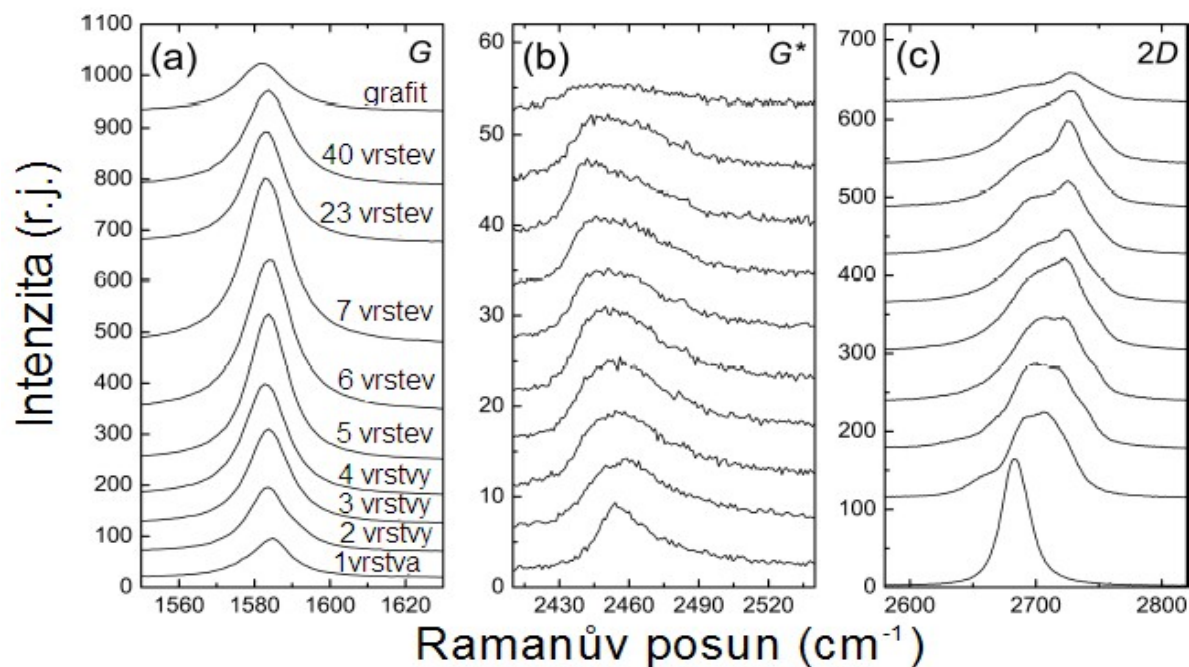 Intenzita (r.j.)
(a) G
1100
1000
900
800
700
600
500
400
300
200
100
0
grafit
40 vrstev
23 vrstev
7 vrstev
6 vrstev
5 vrstev
4 vrstvy
3 vrstvy
2 vrstvy
1vrstva
1560 1580 1600 1620
(b) G*
60
50
40
30
20
10
0
2430 2460 2490 2520
(c) 2D
700
600
500
400
300
200
100
0
2600 2700 2800
Ramanův posun (cm-1)